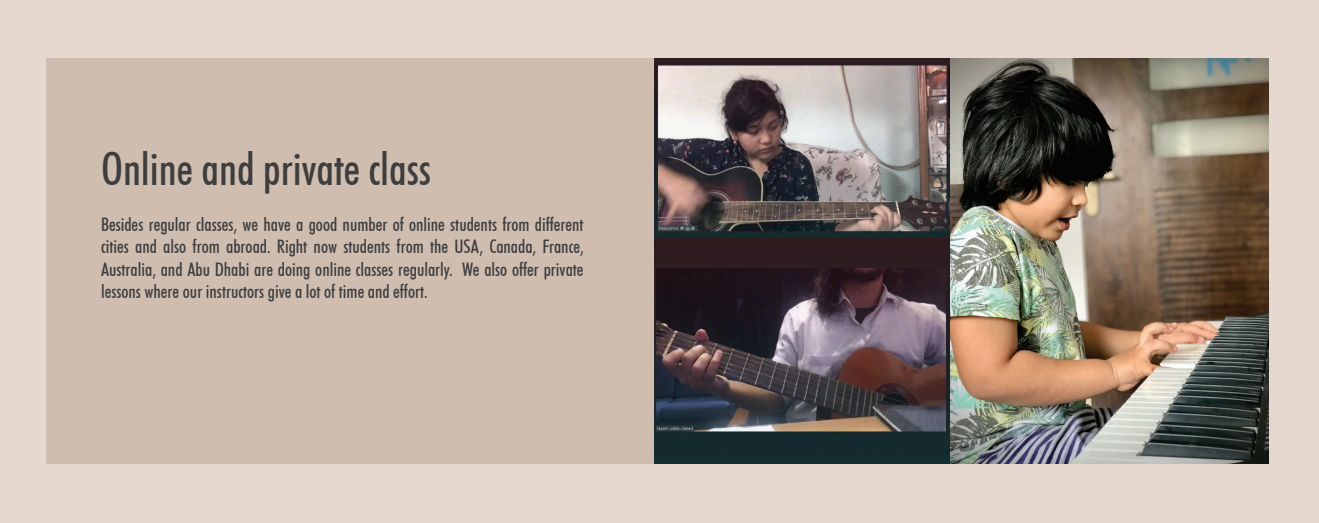 Online and private class
Besides regular classes, we have a good number of online students from different
cities and also from abroad. Right now students from the USA, Canada, France,
Australia, and Abu Dhabi are doing online classes regularly. We also offer private
lessons where our instructors give a lot of time and effort.